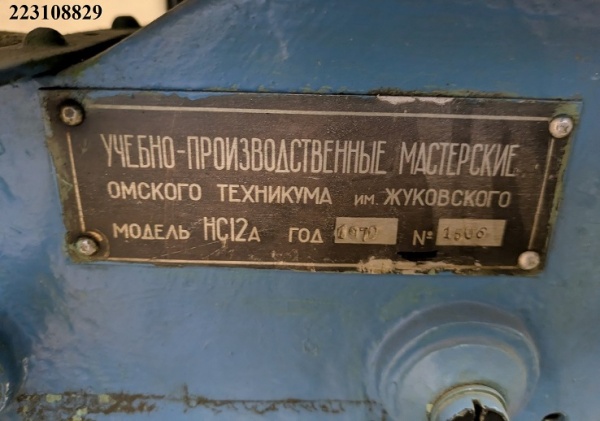 223108829
УЧЕБНО-ПРОИЗВОДСТВЕННЫЕ МАСТЕРСКИЕ
ОМСКОГО ТЕХНИКУМА ИМ. ЖУКОВСКОГО
МОДЕЛЬ НС12А ГОД 1970 № 1606